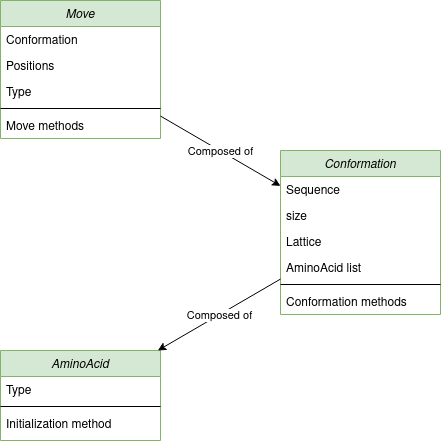 Move
Conformation
Positions
Type
Move methods
Composed of
Conformation
Sequence
size
Lattice
AminoAcid list
Conformation methods
Composed of
AminoAcid
Type
Initialization method